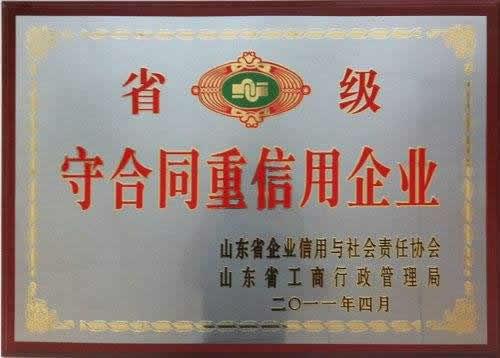 省级
守合同重信用企业
山东省企业信用与社会责任协会
山东省工商行政管理局
二〇一一年四月